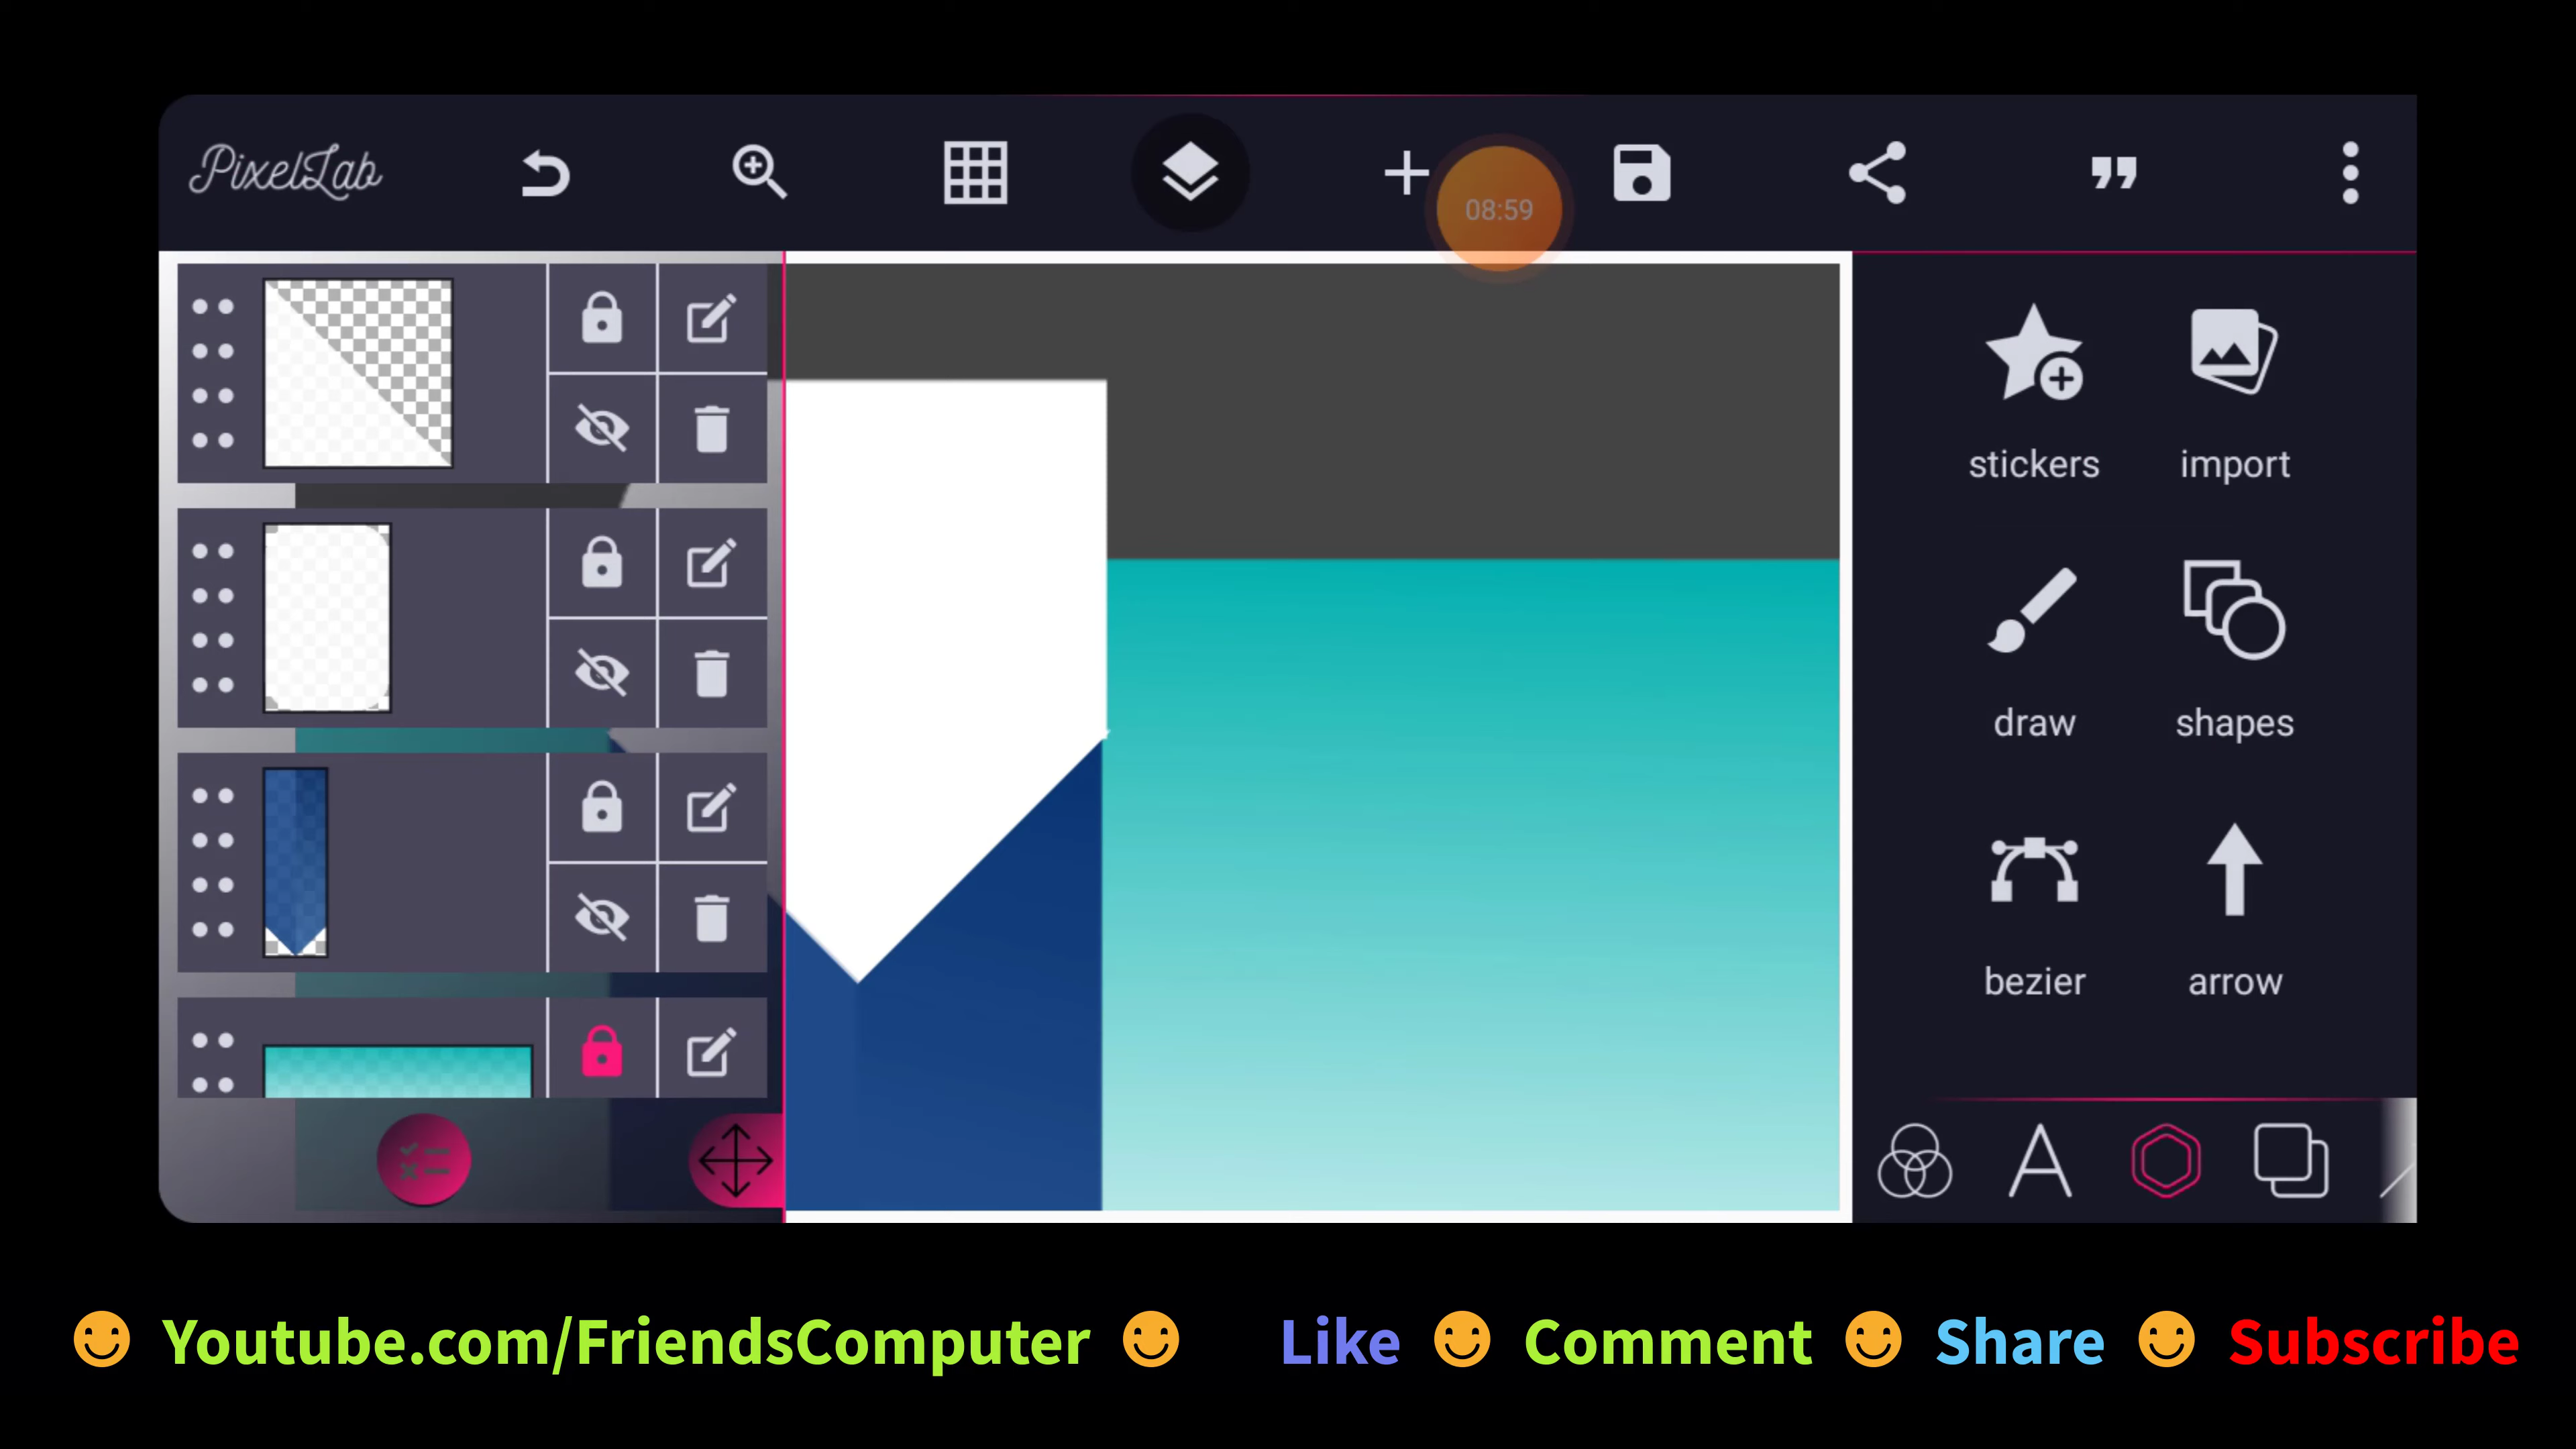 PixelLab
08:59
stickers import
draw shapes
bezier arrow
Youtube.com/FriendsComputer Like Comment Share Subscribe